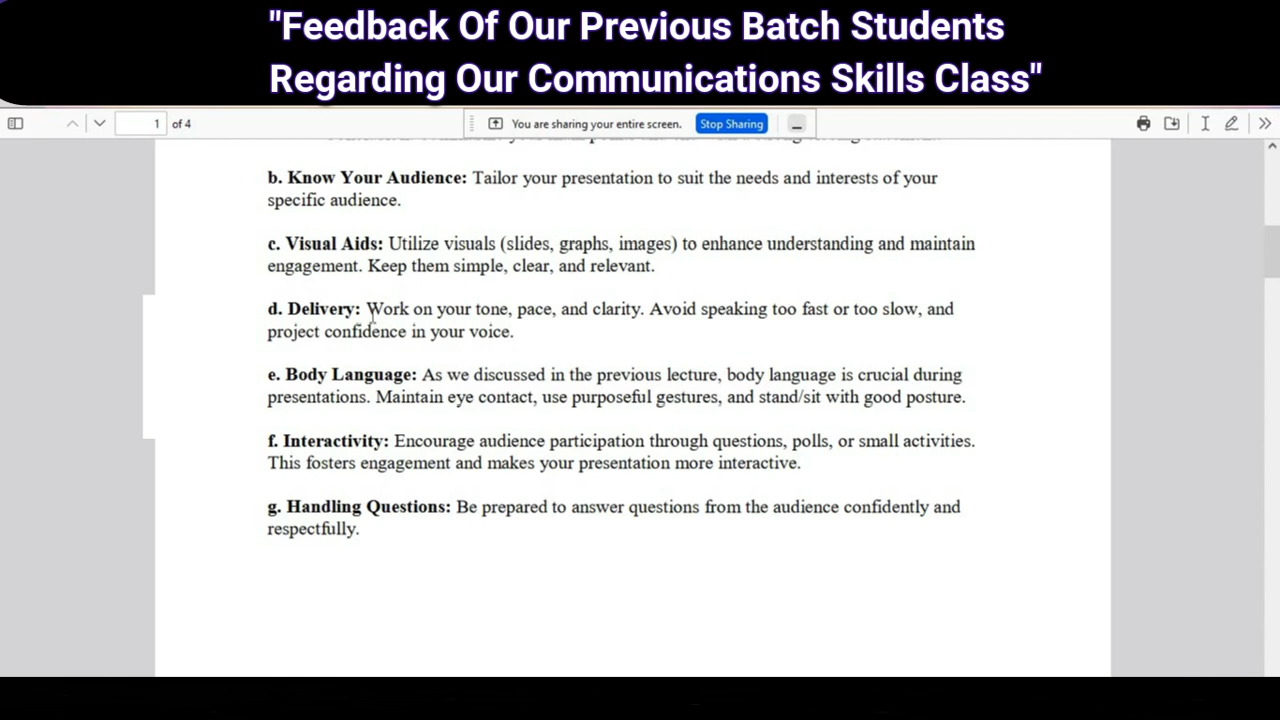 "Feedback Of Our Previous Batch Students
Regarding Our Communications Skills Class"
1 of 4
You are sharing your entire screen. Stop Sharing
b. Know Your Audience: Tailor your presentation to suit the needs and interests of your
specific audience.
c. Visual Aids: Utilize visuals (slides, graphs, images) to enhance understanding and maintain
engagement. Keep them simple, clear, and relevant.
d. Delivery: Work on your tone, pace, and clarity. Avoid speaking too fast or too slow, and
project confidence in your voice.
e. Body Language: As we discussed in the previous lecture, body language is crucial during
presentations. Maintain eye contact, use purposeful gestures, and stand/sit with good posture.
f. Interactivity: Encourage audience participation through questions, polls, or small activities.
This fosters engagement and makes your presentation more interactive.
g. Handling Questions: Be prepared to answer questions from the audience confidently and
respectfully.